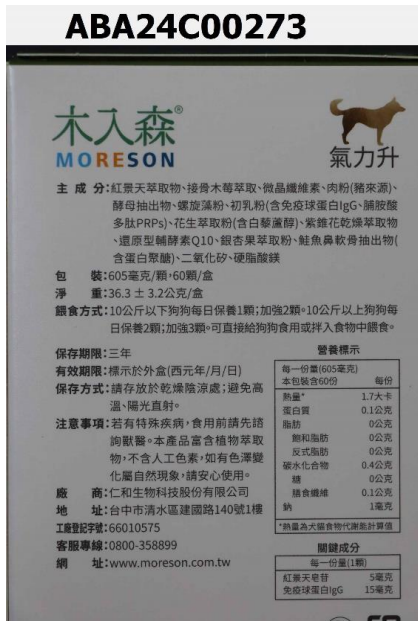 ABA24C00273
木入森®
MORESON
氣力升
主成分:紅景天萃取物、接骨木莓萃取、微晶纖維素、肉粉(豬來源)、
酵母抽出物、螺旋藻粉、初乳粉(含免疫球蛋白IgG、脯胺酸
多肽PRPs)、花生萃取粉(含白藜蘆醇)、紫錐花乾燥萃取物
、還原型輔酵素Q10、銀杏果萃取粉、鮭魚鼻軟骨抽出物(
含蛋白聚醣)、二氧化矽、硬脂酸鎂
包裝:605毫克/顆,60顆/盒
淨重:36.3 ± 3.2公克/盒
餵食方式:10公斤以下狗狗每日保養1顆;加強2顆。10公斤以上狗狗每
日保養2顆;加強3顆。可直接給狗狗食用或拌入食物中餵食。
保存期限:三年
有效期限:標示於外盒(西元年/月/日)
保存方式:請存放於乾燥陰涼處;避免高
溫、陽光直射。
注意事項:若有特殊疾病,食用前請先諮
詢獸醫。本產品富含植物萃取
物,不含人工色素,如有色澤變
化屬自然現象,請安心使用。
廠商:仁和生物科技股份有限公司
地址:台中市清水區建國路140號1樓
工廠登記字號:66010575
客服專線:0800-358899
網址:www.moreson.com.tw
營養標示
每一份量(605毫克)
本包裝含60份 每份
熱量* 1.7大卡
蛋白質 0.1公克
脂肪 0公克
飽和脂肪 0公克
反式脂肪 0公克
碳水化合物 0.4公克
糖 0公克
膳食纖維 0.1公克
鈉 1毫克
*熱量為犬貓食物代謝能計算值
關鍵成分
每一份量(1顆)
紅景天皂苷 5毫克
免疫球蛋白IgG 15毫克